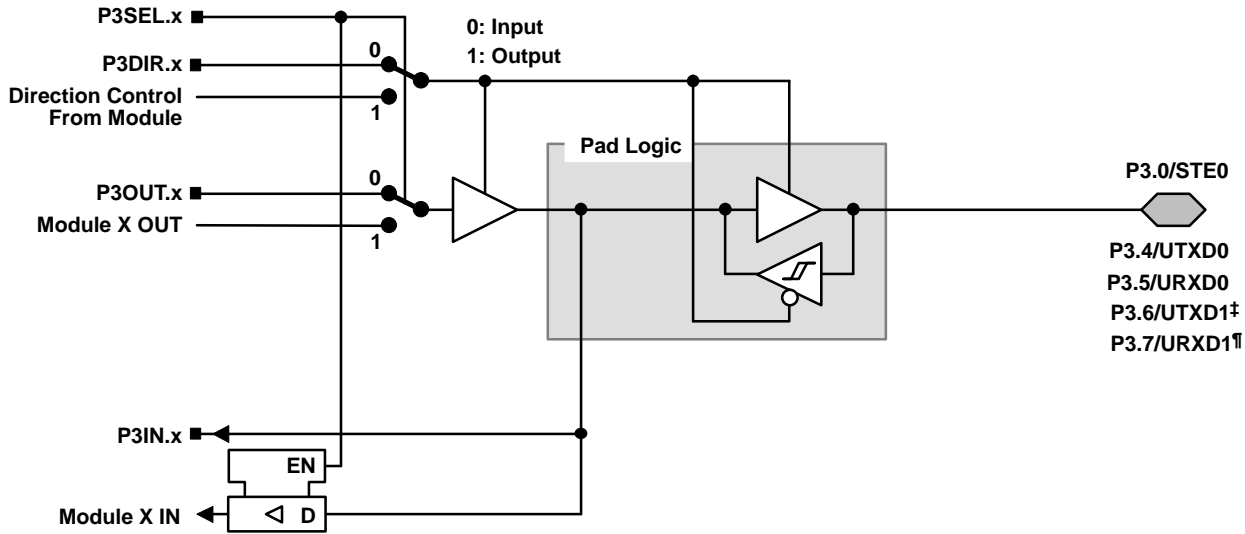 P3SEL.x
0: Input
1: Output
0
P3DIR.x
Direction Control
From Module
1
Pad Logic
P3.0/STE0
0
P3OUT.x
Module X OUT
1
P3.4/UTXD0
P3.5/URXD0
P3.6/UTXD1‡
P3.7/URXD1¶
P3IN.x
EN
Module X IN
D